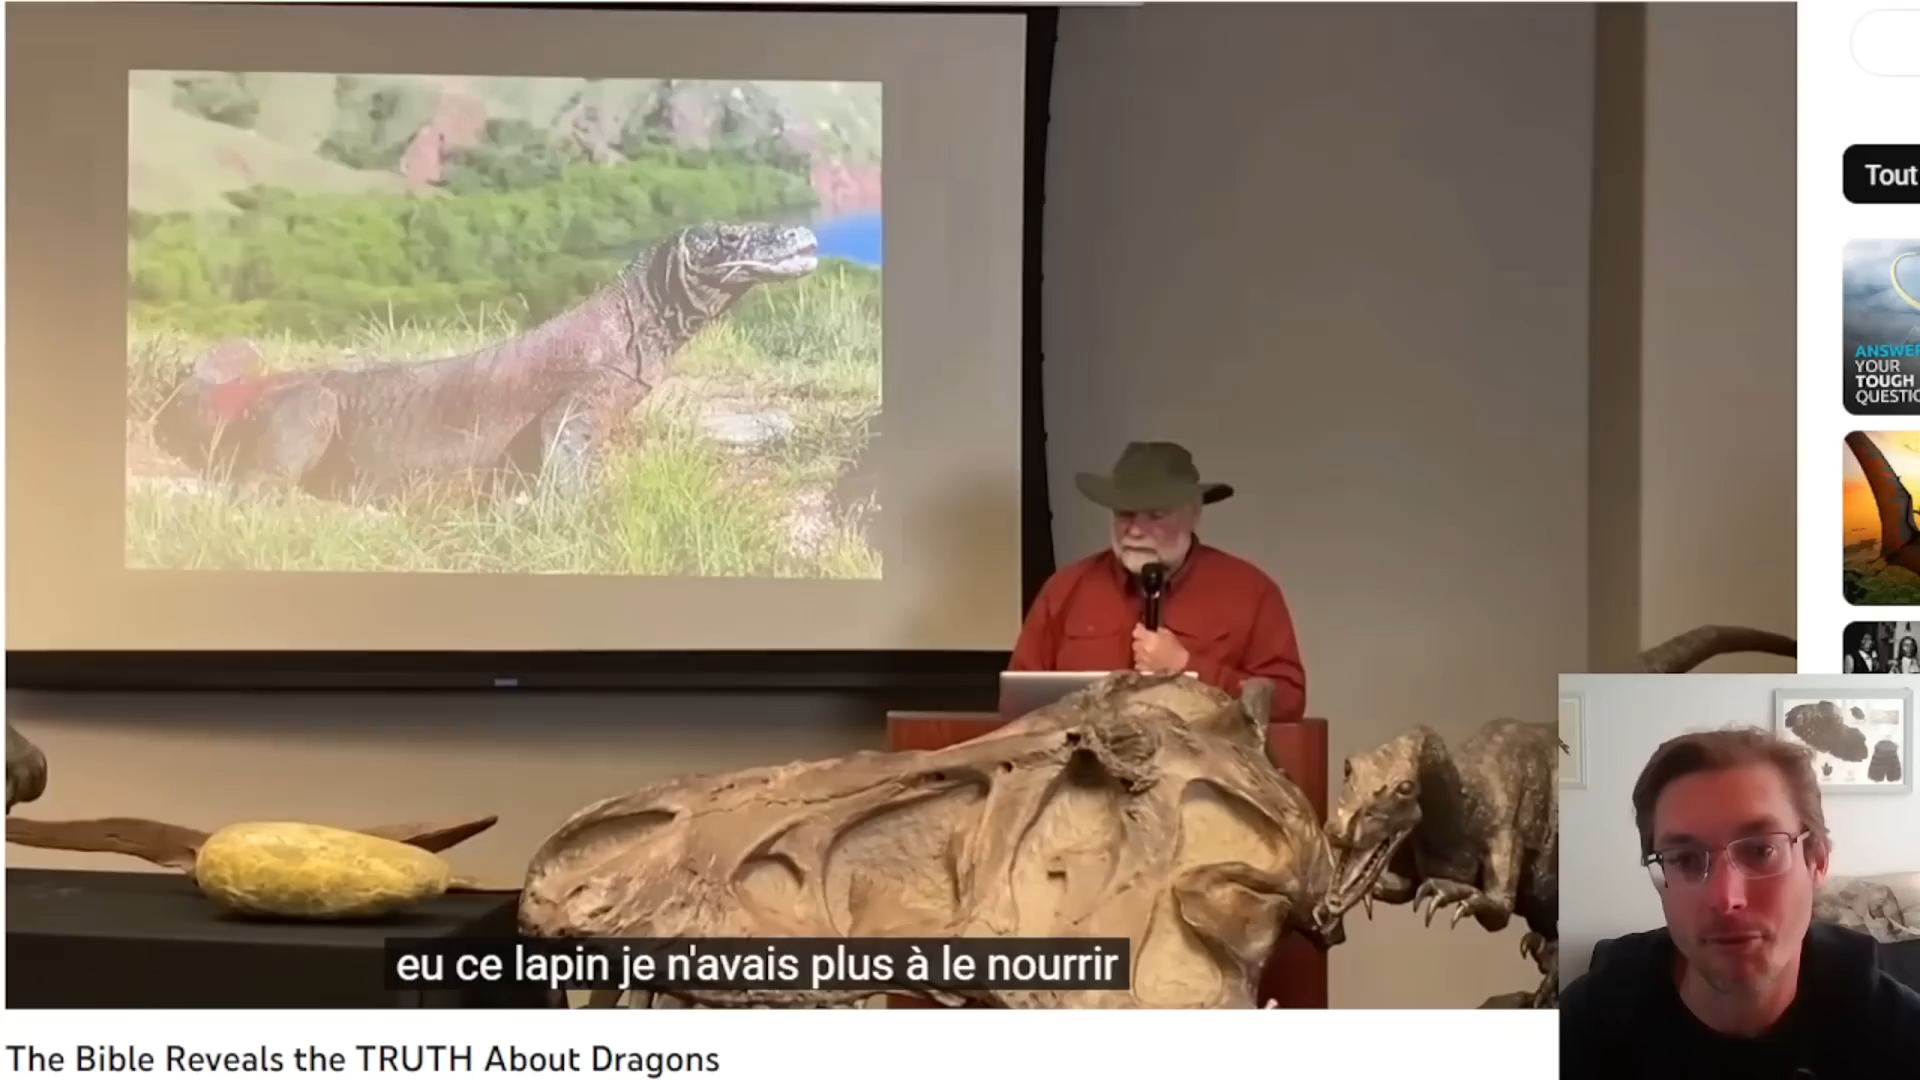 Tout
ANSWER
YOUR
TOUGH
QUESTIO
eu ce lapin je n'avais plus à le nourrir
The Bible Reveals the TRUTH About Dragons